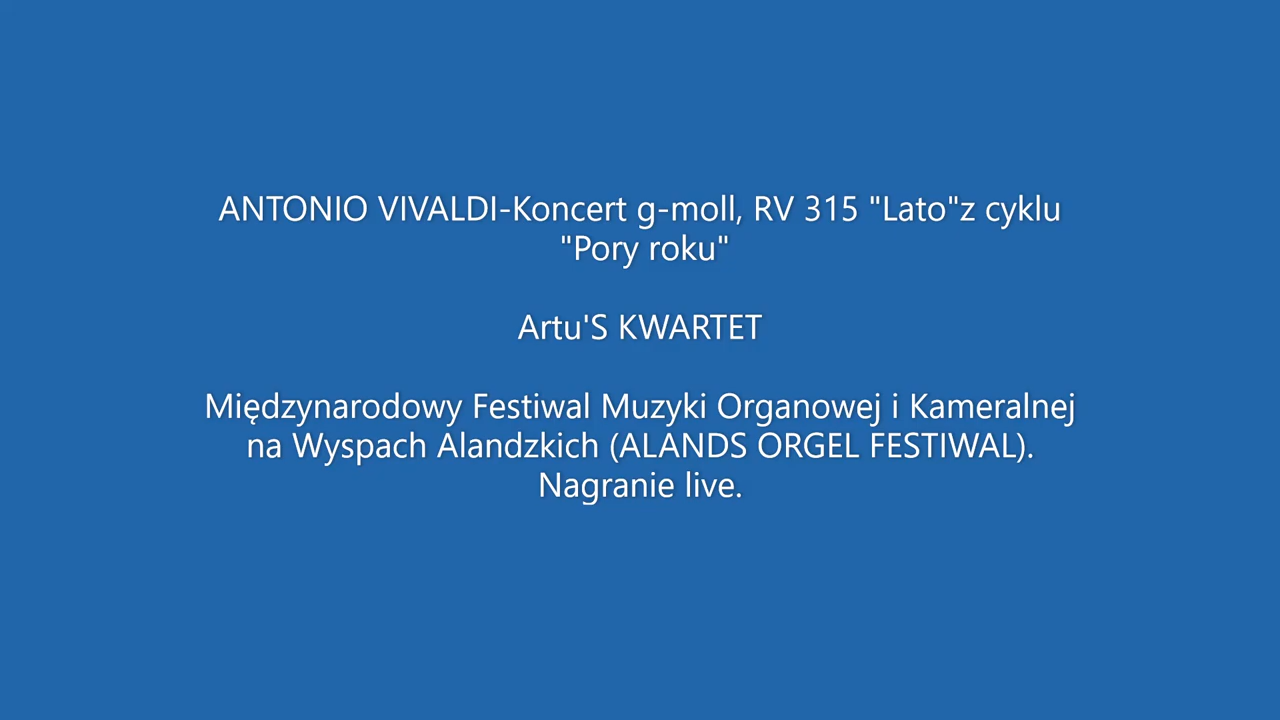 ANTONIO VIVALDI-Koncert g-moll, RV 315 "Lato"z cyklu
"Pory roku"
Artu'S KWARTET
Międzynarodowy Festiwal Muzyki Organowej i Kameralnej
na Wyspach Alandzkich (ALANDS ORGEL FESTIWAL).
Nagranie live.